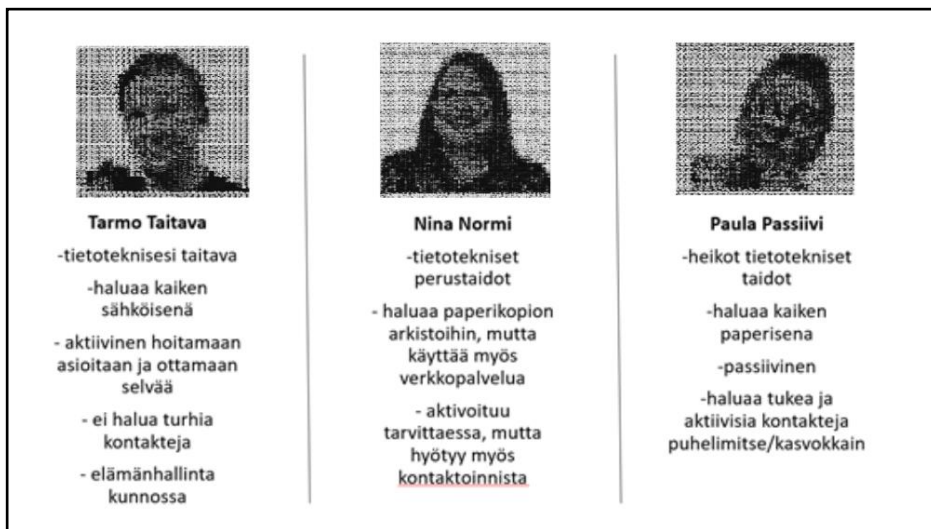 Tarmo Taitava
-tietoteknisesi taitava
-haluaa kaiken
sähköisenä
- aktiivinen hoitamaan
asioitaan ja ottamaan
selvää
- ei halua turhia
kontakteja
- elämänhallinta
kunnossa
Nina Normi
-tietotekniset
perustaidot
- haluaa paperikopion
arkistoihin, mutta
käyttää myös
verkkopalvelua
- aktivoituu
tarvittaessa, mutta
hyötyy myös
kontaktoinnista
Paula Passiivi
-heikot tietotekniset
taidot
-haluaa kaiken
paperisena
-passiivinen
-haluaa tukea ja
aktiivisia kontakteja
puhelimitse/kasvokkain